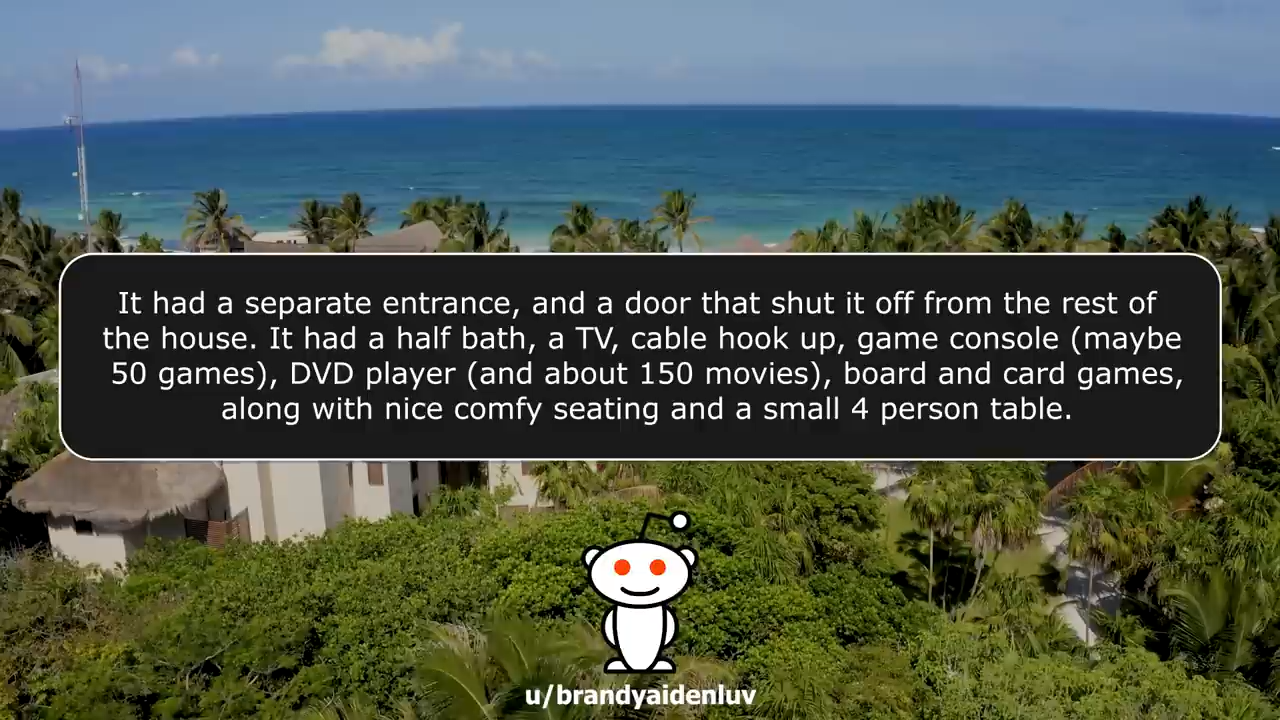 It had a separate entrance, and a door that shut it off from the rest of
the house. It had a half bath, a TV, cable hook up, game console (maybe
50 games), DVD player (and about 150 movies), board and card games,
along with nice comfy seating and a small 4 person table.
u/brandyaidenluv